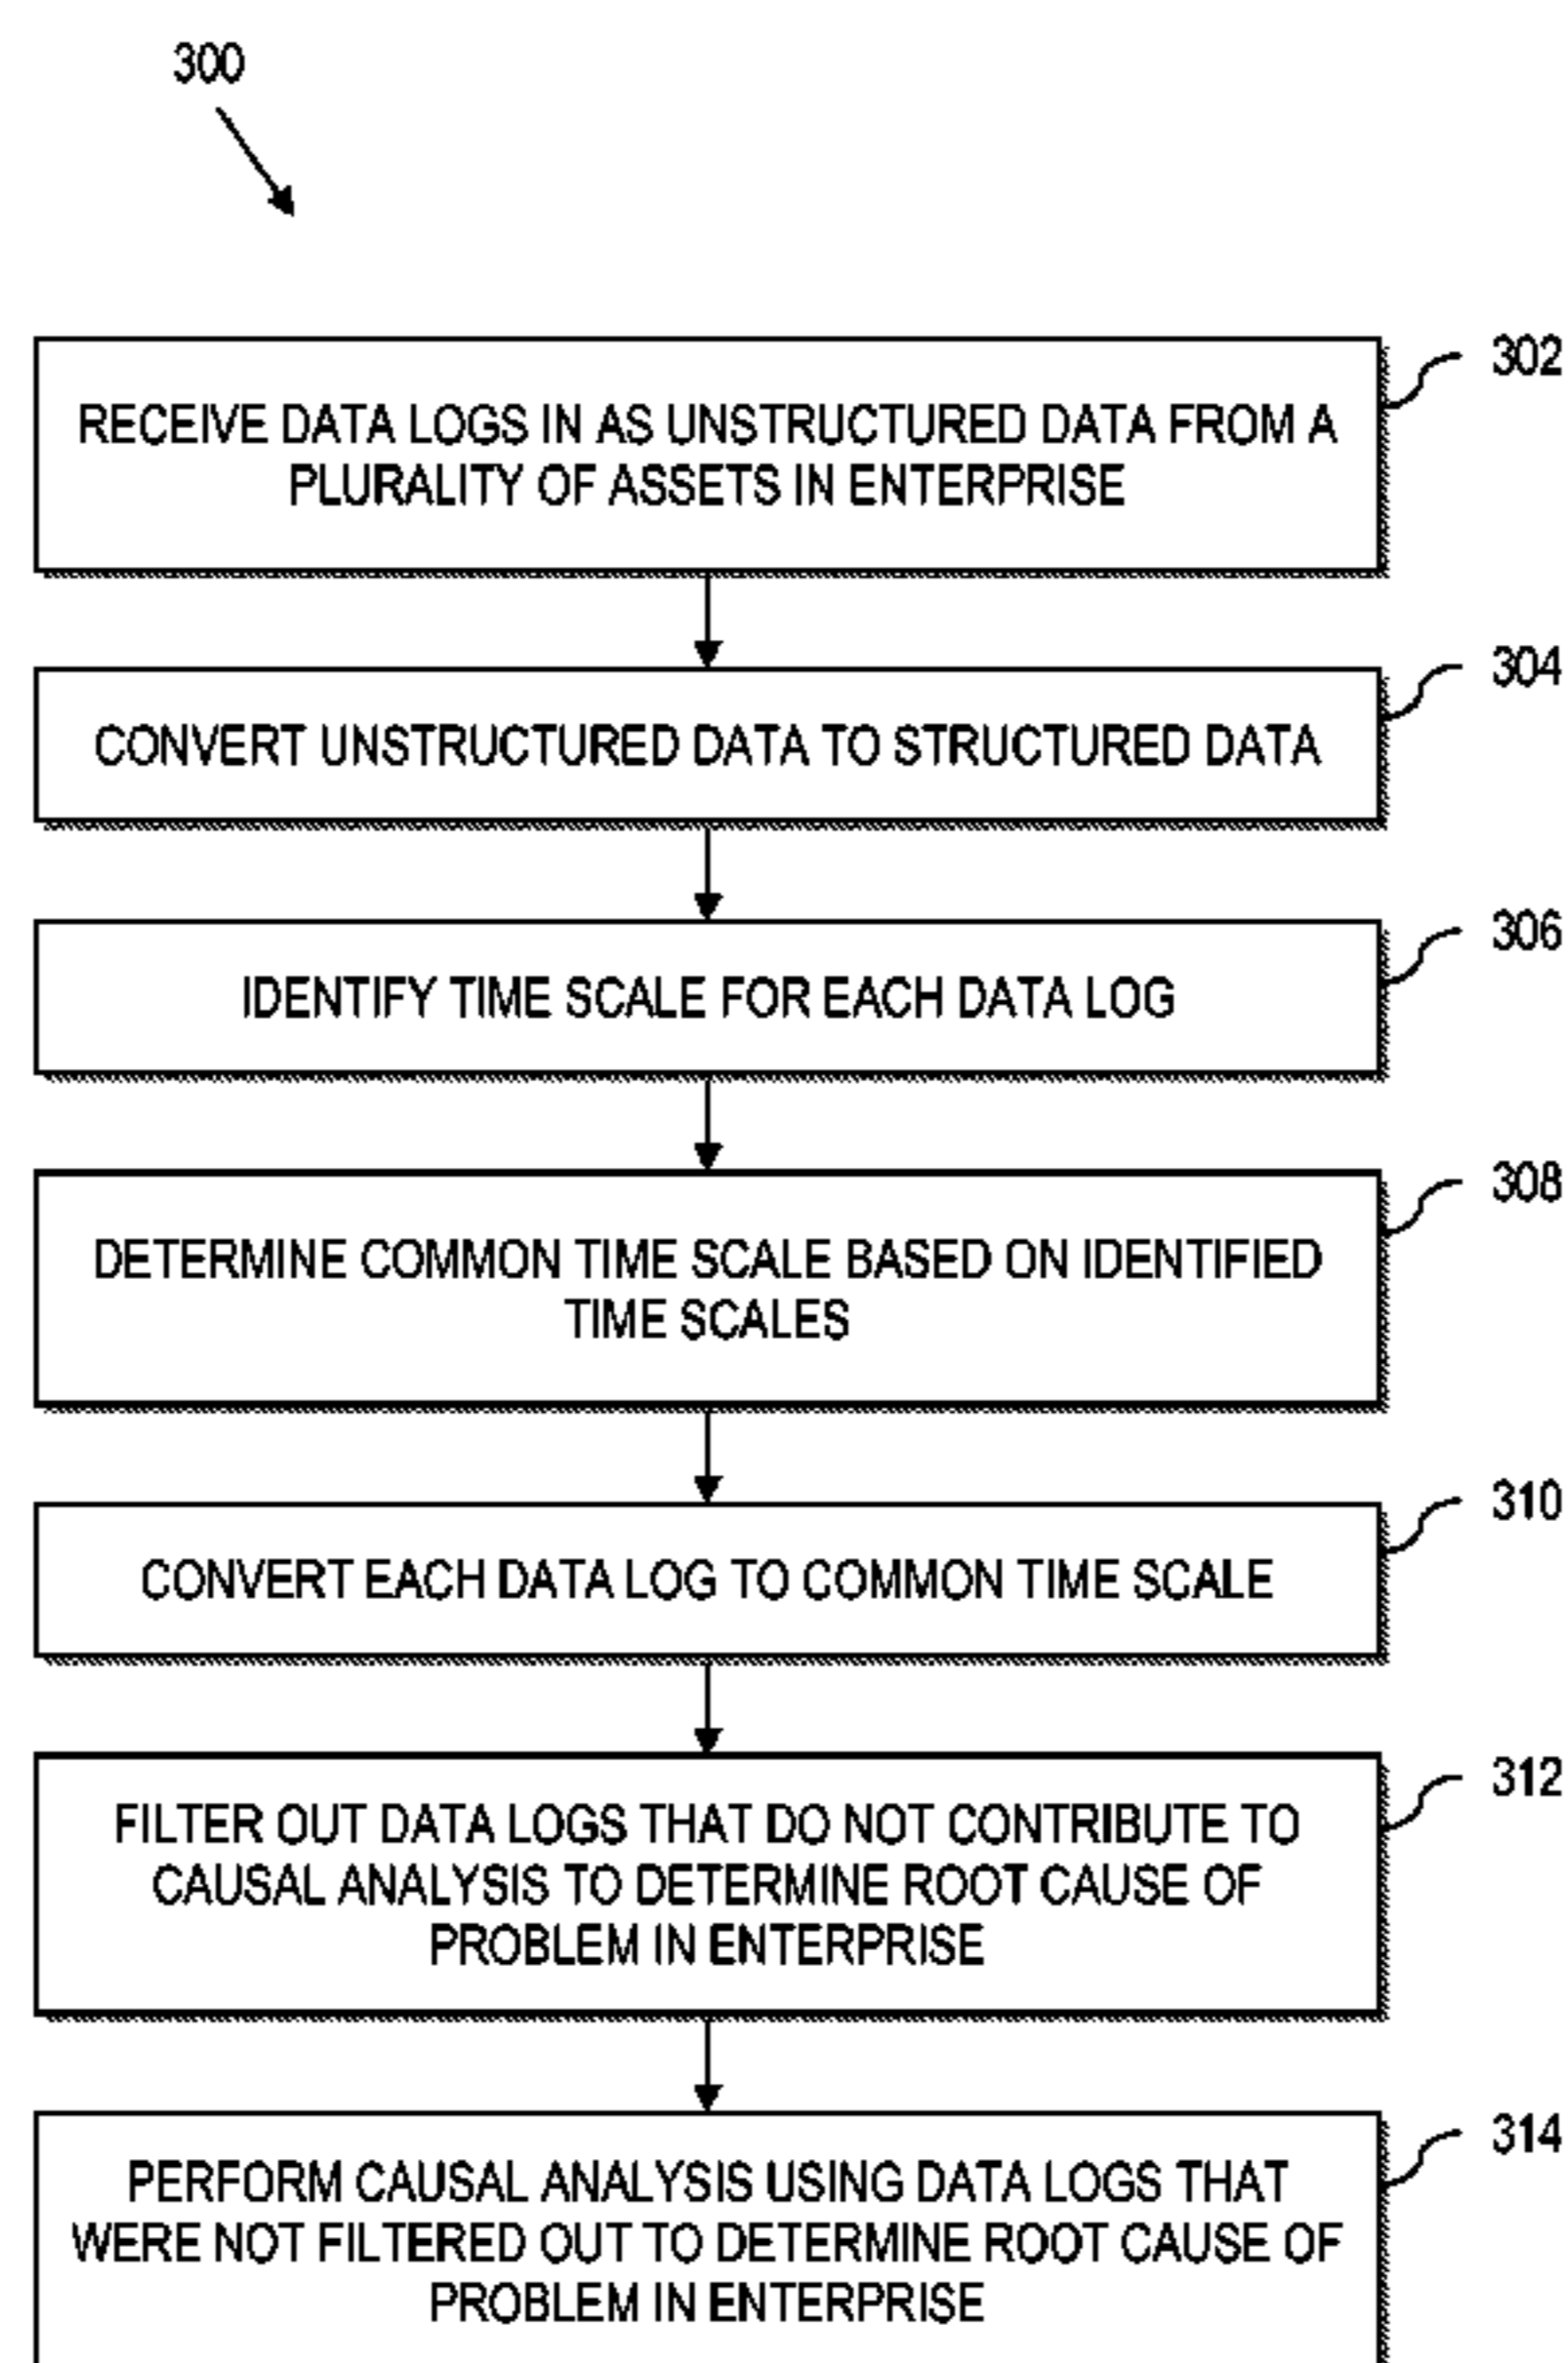 300
302
RECEIVE DATA LOGS IN AS UNSTRUCTURED DATA FROM A
PLURALITY OF ASSETS IN ENTERPRISE
304
CONVERT UNSTRUCTURED DATA TO STRUCTURED DATA
306
IDENTIFY TIME SCALE FOR EACH DATA LOG
308
DETERMINE COMMON TIME SCALE BASED ON IDENTIFIED
TIME SCALES
310
CONVERT EACH DATA LOG TO COMMON TIME SCALE
312
FILTER OUT DATA LOGS THAT DO NOT CONTRIBUTE TO
CAUSAL ANALYSIS TO DETERMINE ROOT CAUSE OF
PROBLEM IN ENTERPRISE
314
PERFORM CAUSAL ANALYSIS USING DATA LOGS THAT
WERE NOT FILTERED OUT TO DETERMINE ROOT CAUSE OF
PROBLEM IN ENTERPRISE